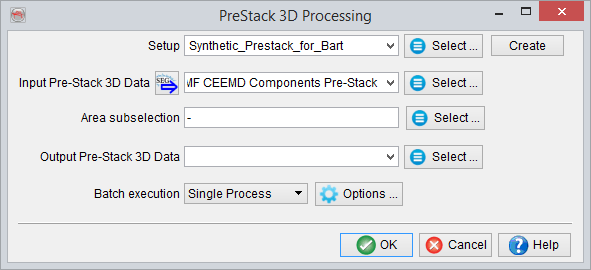 PreStack 3D Processing
Setup Synthetic_Prestack_for_Bart Select ... Create
Input Pre-Stack 3D Data SEG MF CEEMD Components Pre-Stack Select ...
Area subselection - Select ...
Output Pre-Stack 3D Data Select ...
Batch execution Single Process Options ...
OK Cancel Help